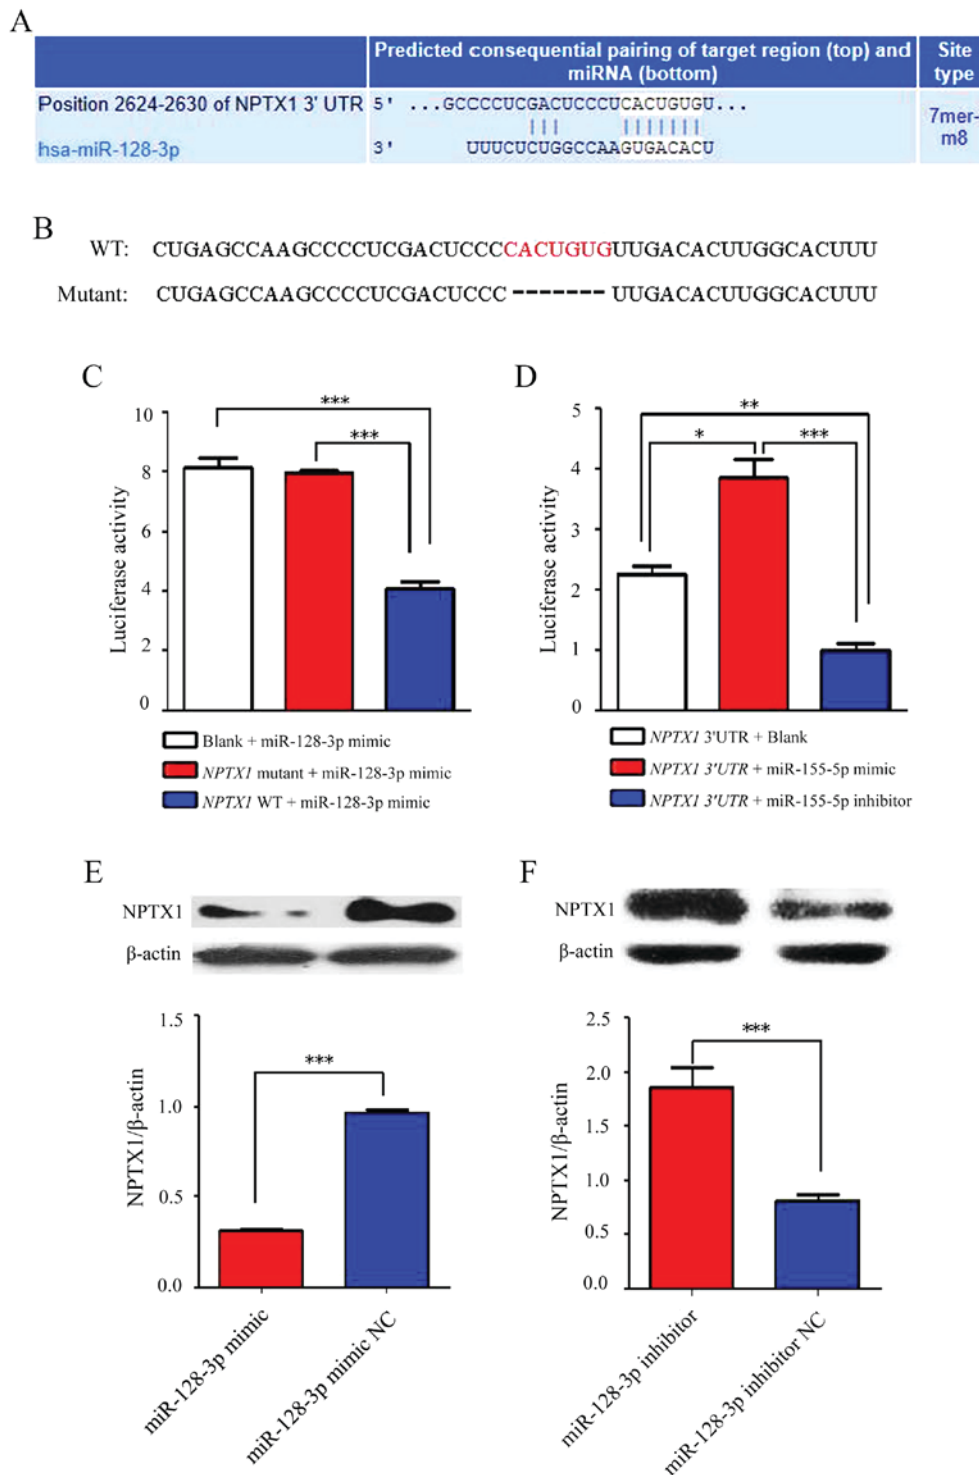 A
Predicted consequential pairing of target region (top) and miRNA (bottom)
Site type
Position 2624-2630 of NPTX1 3' UTR 5' ...GCCCCUCGACUCCCUCACUGUGU...
hsa-miR-128-3p 3' UUUCUCUGGCCAAGUGACACU
7mer-m8
B
WT: CUGAGCCAAGCCCCUCGACUCCCCACUGUGUUGACACUUGGCACUUU
Mutant: CUGAGCCAAGCCCCUCGACUCCC ------- UUGACACUUGGCACUUU
C
Luciferase activity
10
8
6
4
2
0
***
***
Blank + miR-128-3p mimic
NPTX1 mutant + miR-128-3p mimic
NPTX1 WT + miR-128-3p mimic
D
Luciferase activity
5
4
3
2
1
0
**
*
***
NPTX1 3'UTR + Blank
NPTX1 3'UTR + miR-155-5p mimic
NPTX1 3'UTR + miR-155-5p inhibitor
E
NPTX1
β-actin
NPTX1/β-actin
1.5
1.0
0.5
0.0
***
miR-128-3p mimic
miR-128-3p mimic NC
F
NPTX1
β-actin
NPTX1/β-actin
2.5
2.0
1.5
1.0
0.5
0.0
***
miR-128-3p inhibitor
miR-128-3p inhibitor NC